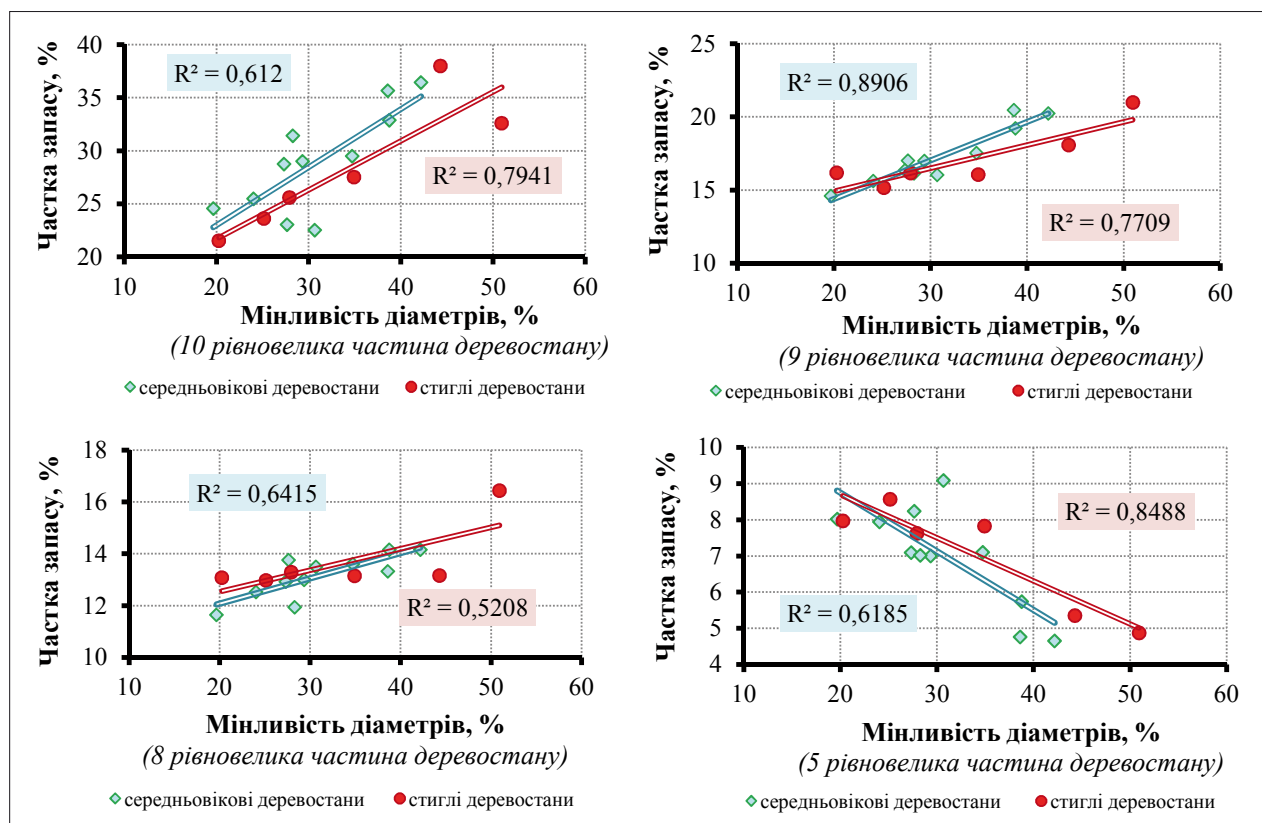 40
35
30
25
20
Частка запасу, %
R² = 0,612
R² = 0,7941
10 20 30 40 50 60
Мінливість діаметрів, %
(10 рівновелика частина деревостану)
середньовікові деревостани стиглі деревостани
25
20
15
10
Частка запасу, %
R² = 0,8906
R² = 0,7709
10 20 30 40 50 60
Мінливість діаметрів, %
(9 рівновелика частина деревостану)
середньовікові деревостани стиглі деревостани
18
16
14
12
10
Частка запасу, %
R² = 0,6415
R² = 0,5208
10 20 30 40 50 60
Мінливість діаметрів, %
(8 рівновелика частина деревостану)
середньовікові деревостани стиглі деревостани
10
9
8
7
6
5
4
Частка запасу, %
R² = 0,8488
R² = 0,6185
10 20 30 40 50 60
Мінливість діаметрів, %
(5 рівновелика частина деревостану)
середньовікові деревостани стиглі деревостани